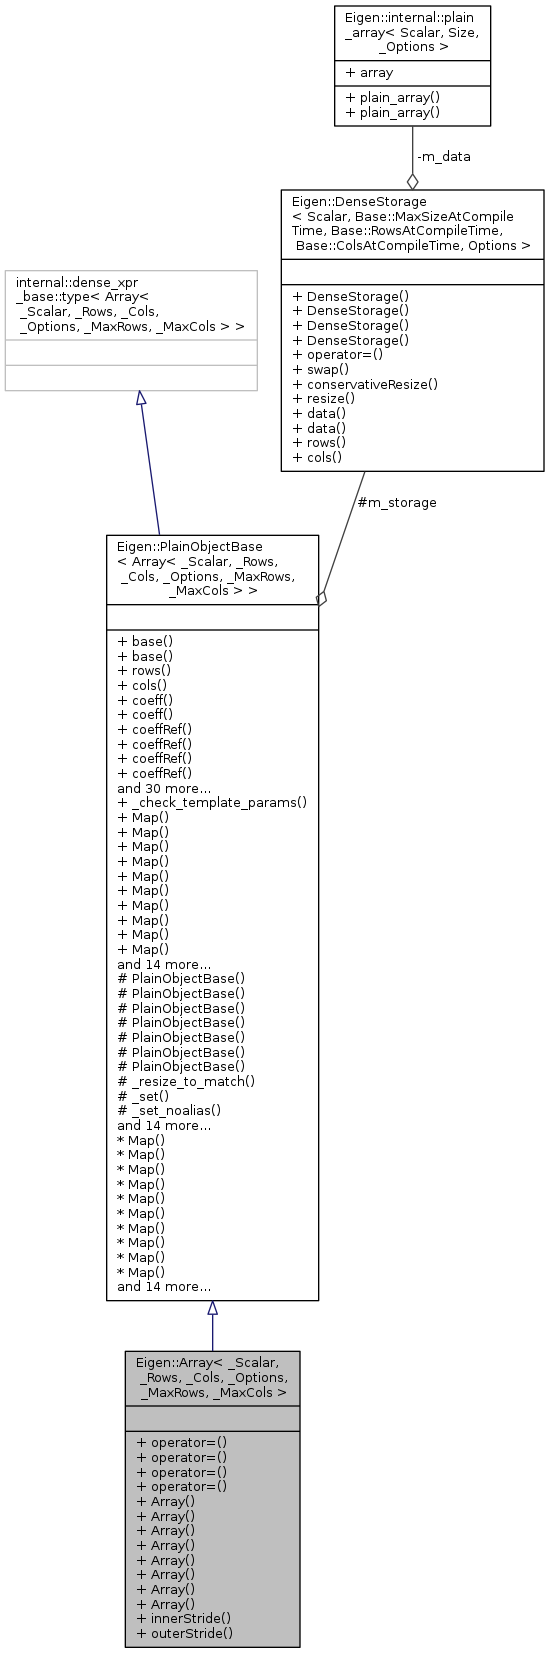 Eigen::internal::plain
_array< Scalar, Size,
_Options >
+ array
+ plain_array()
+ plain_array()
-m_data
Eigen::DenseStorage
< Scalar, Base::MaxSizeAtCompile
Time, Base::RowsAtCompileTime,
Base::ColsAtCompileTime, Options >
+ DenseStorage()
+ DenseStorage()
+ DenseStorage()
+ DenseStorage()
+ operator=()
+ swap()
+ conservativeResize()
+ resize()
+ data()
+ data()
+ rows()
+ cols()
internal::dense_xpr
_base::type< Array<
_Scalar, _Rows, _Cols,
_Options, _MaxRows, _MaxCols > >
#m_storage
Eigen::PlainObjectBase
< Array< _Scalar, _Rows,
_Cols, _Options, _MaxRows,
_MaxCols > >
+ base()
+ base()
+ rows()
+ cols()
+ coeff()
+ coeff()
+ coeffRef()
+ coeffRef()
+ coeffRef()
+ coeffRef()
and 30 more...
+ _check_template_params()
+ Map()
+ Map()
+ Map()
+ Map()
+ Map()
+ Map()
+ Map()
+ Map()
+ Map()
+ Map()
and 14 more...
# PlainObjectBase()
# PlainObjectBase()
# PlainObjectBase()
# PlainObjectBase()
# PlainObjectBase()
# PlainObjectBase()
# PlainObjectBase()
# _resize_to_match()
# _set()
# _set_noalias()
and 14 more...
* Map()
* Map()
* Map()
* Map()
* Map()
* Map()
* Map()
* Map()
* Map()
* Map()
and 14 more...
Eigen::Array< _Scalar,
_Rows, _Cols, _Options,
_MaxRows, _MaxCols >
+ operator=()
+ operator=()
+ operator=()
+ operator=()
+ Array()
+ Array()
+ Array()
+ Array()
+ Array()
+ Array()
+ Array()
+ Array()
+ innerStride()
+ outerStride()